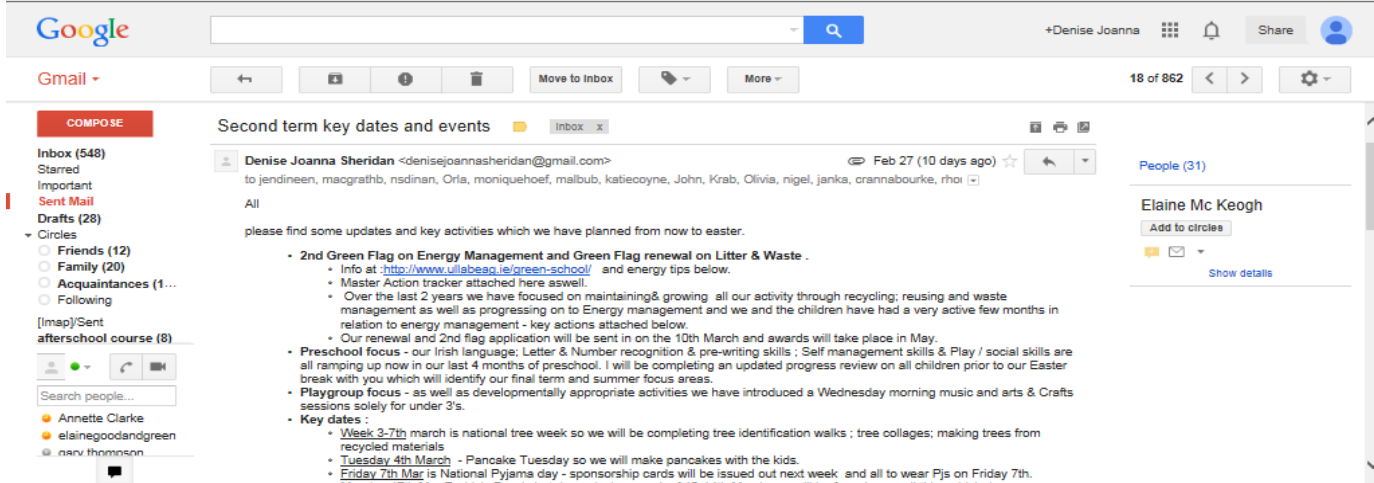 Google
+Denise Joanna
Share
Gmail
Move to Inbox
More
18 of 862
COMPOSE
Second term key dates and events
Inbox x
Inbox (548)
Starred
Important
Sent Mail
Drafts (28)
Circles
Friends (12)
Family (20)
Acquaintances (1...
Following
[Imap]/Sent
afterschool course (8)
Search people...
Annette Clarke
elainegoodandgreen
gary thompson
Denise Joanna Sheridan <denisejoannasheridan@gmail.com>
Feb 27 (10 days ago)
to jendineen, macgrathb, nsdinan, Orla, moniquehoef, malbub, katiecoyne, John, Krab, Olivia, nigel, janka, crannabourke,
All
please find some updates and key activities which we have planned from now to easter.
• 2nd Green Flag on Energy Management and Green Flag renewal on Litter & Waste .
◦ Info at :http://www.ullabeag.ie/green-school/ and energy tips below.
◦ Master Action tracker attached here aswell.
◦ Over the last 2 years we have focused on maintaining& growing all our activity through recycling; reusing and waste
management as well as progressing on to Energy management and we and the children have had a very active few months in
relation to energy management - key actions attached below.
◦ Our renewal and 2nd flag application will be sent in on the 10th March and awards will take place in May.
• Preschool focus - our Irish language; Letter & Number recognition & pre-writing skills ; Self management skills & Play / social skills are
all ramping up now in our last 4 months of preschool. I will be completing an updated progress review on all children prior to our Easter
break with you which will identify our final term and summer focus areas.
• Playgroup focus - as well as developmentally appropriate activities we have introduced a Wednesday morning music and arts & Crafts
sessions solely for under 3's.
• Key dates :
◦ Week 3-7th march is national tree week so we will be completing tree identification walks ; tree collages; making trees from
recycled materials
◦ Tuesday 4th March - Pancake Tuesday so we will make pancakes with the kids.
◦ Friday 7th Mar is National Pyjama day - sponsorship cards will be issued out next week and all to wear Pjs on Friday 7th.
People (31)
Elaine Mc Keogh
Add to circles
Show details